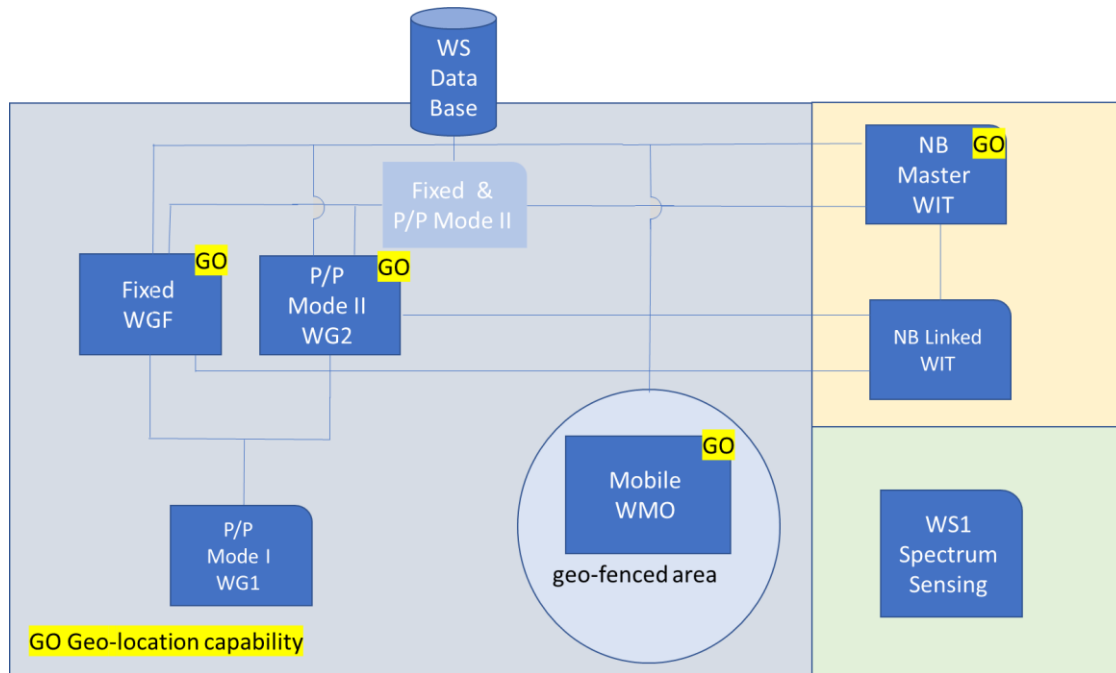 WS
Data
Base
Fixed &
P/P Mode II
NB
Master
WIT
GO
Fixed
WGF
GO
P/P
Mode II
WG2
GO
NB Linked
WIT
Mobile
WMO
GO
geo-fenced area
P/P
Mode I
WG1
WS1
Spectrum
Sensing
GO Geo-location capability